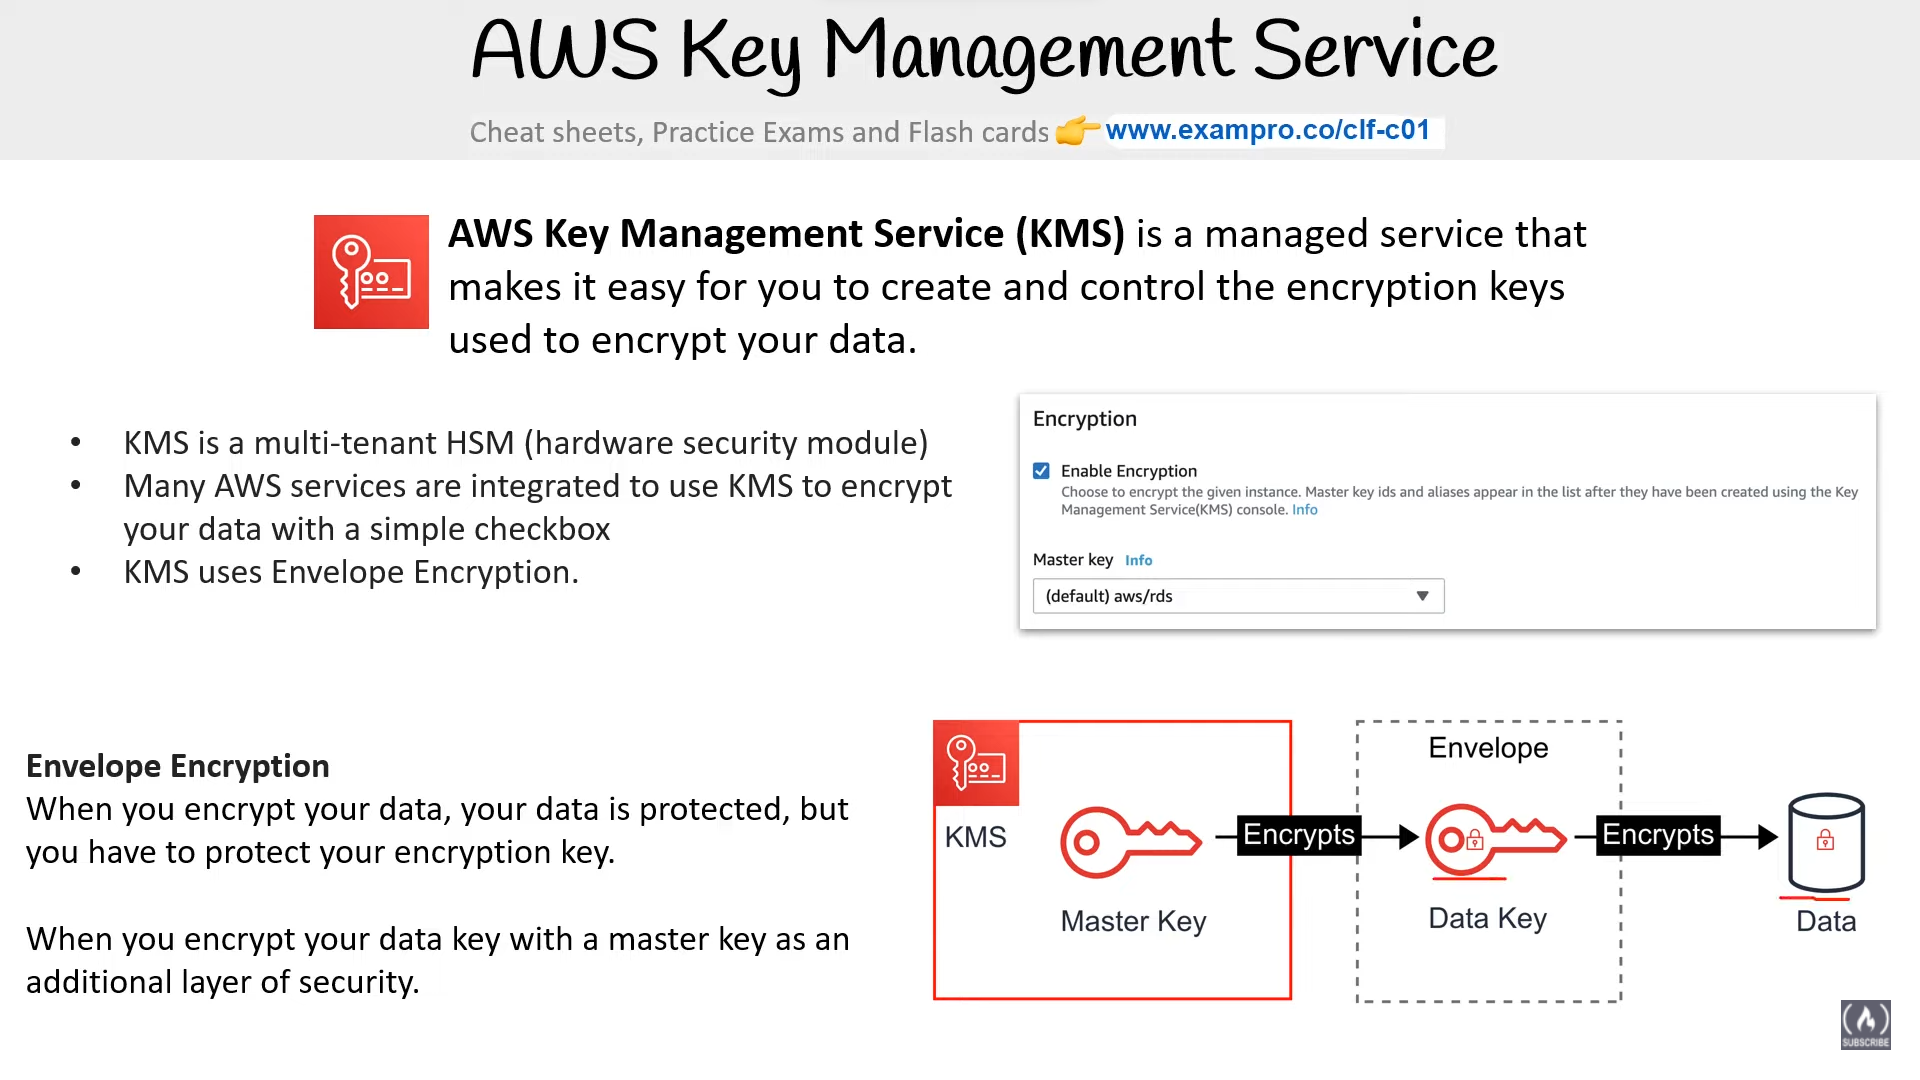 AWS Key Management Service
Cheat sheets, Practice Exams and Flash cards 👉 www.exampro.co/clf-c01
AWS Key Management Service (KMS) is a managed service that
makes it easy for you to create and control the encryption keys
used to encrypt your data.
• KMS is a multi-tenant HSM (hardware security module)
• Many AWS services are integrated to use KMS to encrypt
your data with a simple checkbox
• KMS uses Envelope Encryption.
Encryption
Enable Encryption
Choose to encrypt the given instance. Master key ids and aliases appear in the list after they have been created using the Key
Management Service(KMS) console. Info
Master key Info
(default) aws/rds
Envelope Encryption
When you encrypt your data, your data is protected, but
you have to protect your encryption key.
When you encrypt your data key with a master key as an
additional layer of security.
KMS
Master Key
Encrypts
Envelope
Data Key
Encrypts
Data
SUBSCRIBE